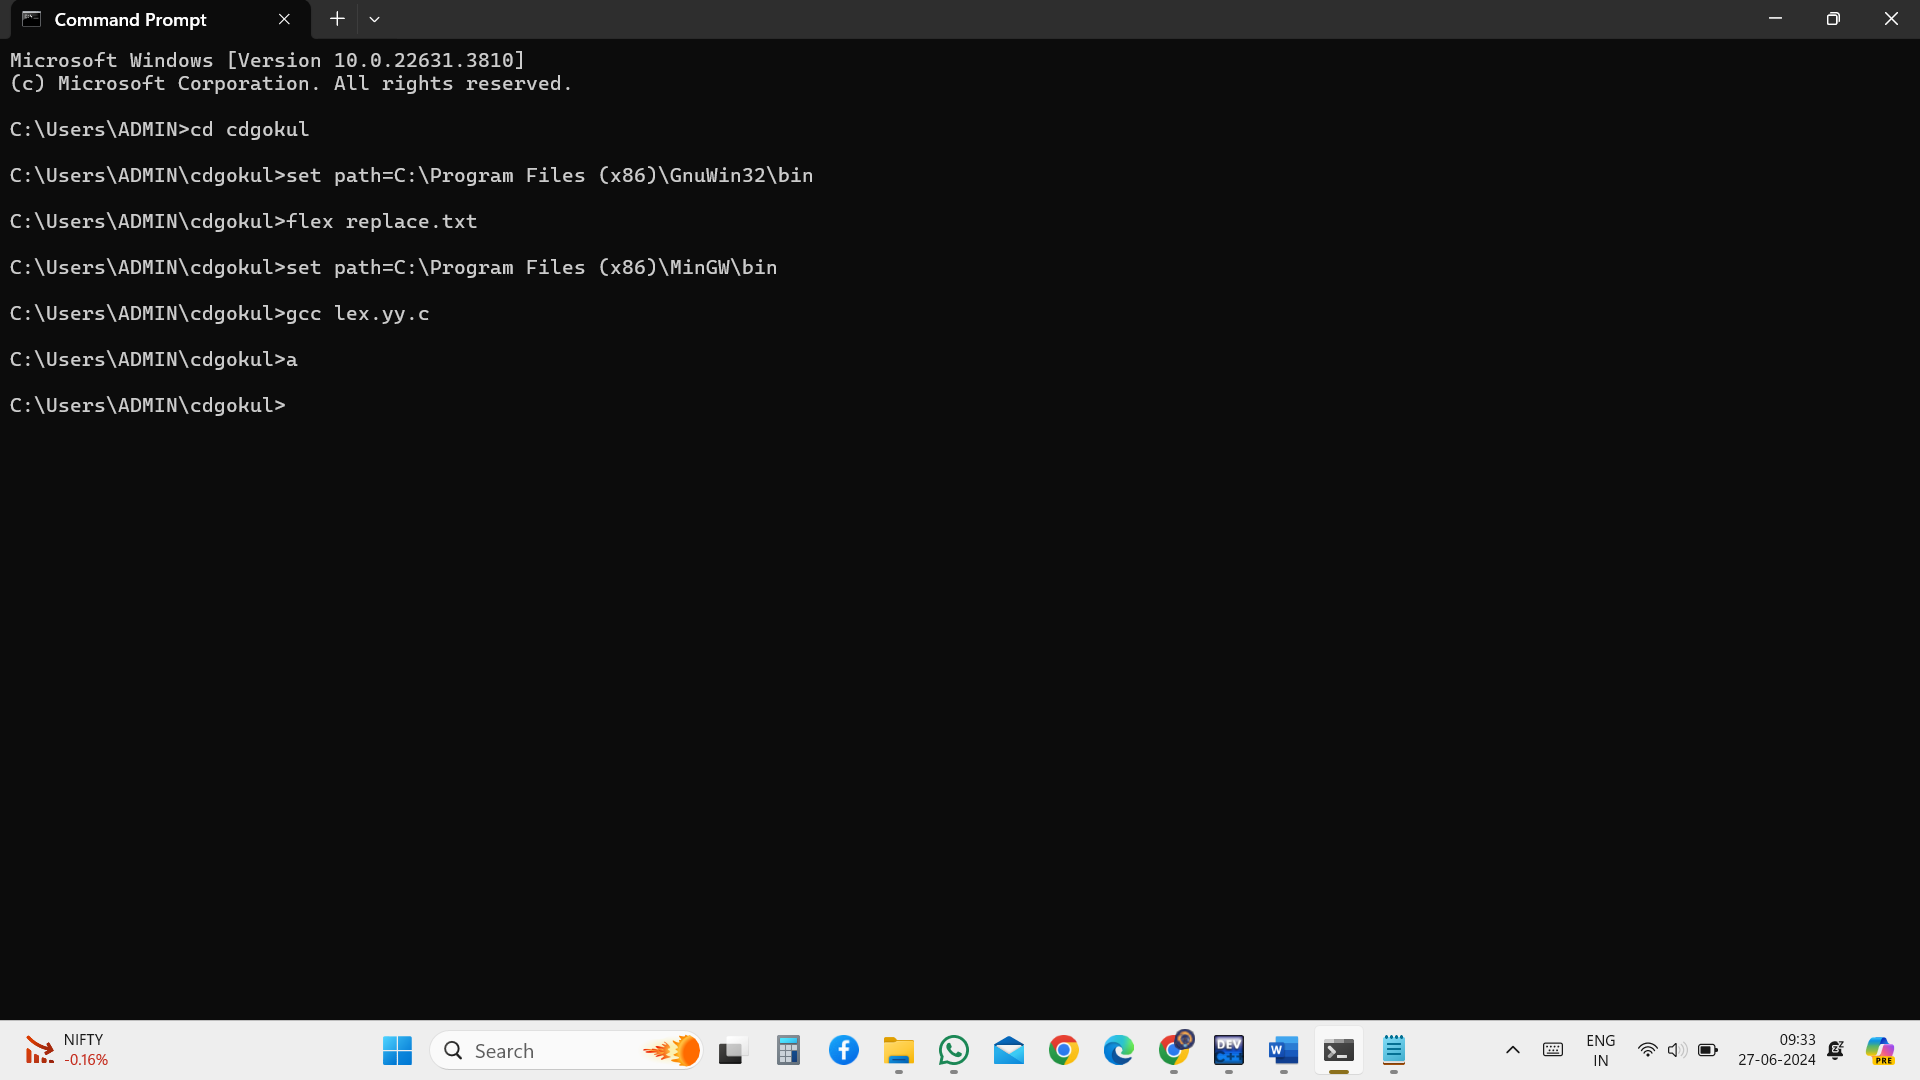 Command Prompt
Microsoft Windows [Version 10.0.22631.3810]
(c) Microsoft Corporation. All rights reserved.
C:\Users\ADMIN>cd cdgokul
C:\Users\ADMIN\cdgokul>set path=C:\Program Files (x86)\GnuWin32\bin
C:\Users\ADMIN\cdgokul>flex replace.txt
C:\Users\ADMIN\cdgokul>set path=C:\Program Files (x86)\MinGW\bin
C:\Users\ADMIN\cdgokul>gcc lex.yy.c
C:\Users\ADMIN\cdgokul>a
C:\Users\ADMIN\cdgokul>
NIFTY
-0.16%
Search
DEV
W
ENG
IN
09:33
27-06-2024
PRE